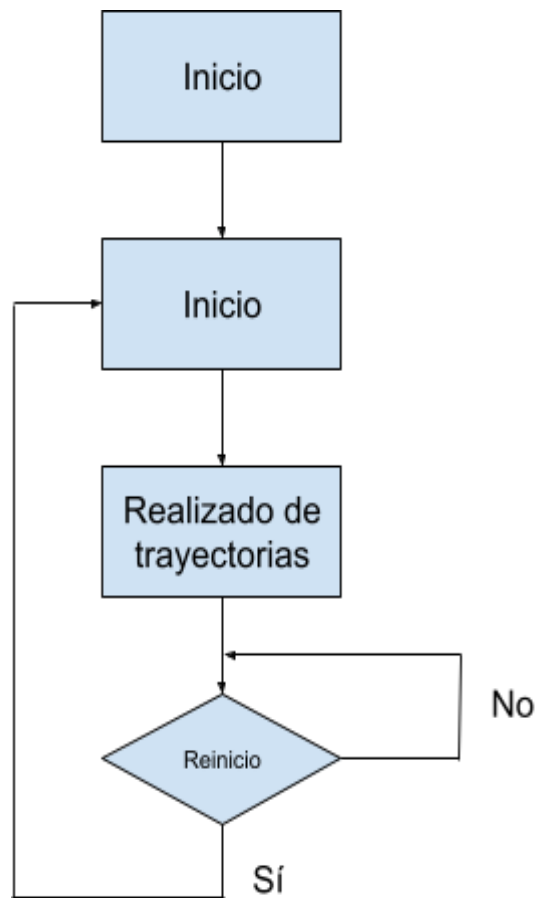 Inicio
Inicio
Realizado de
trayectorias
No
Reinicio
Sí